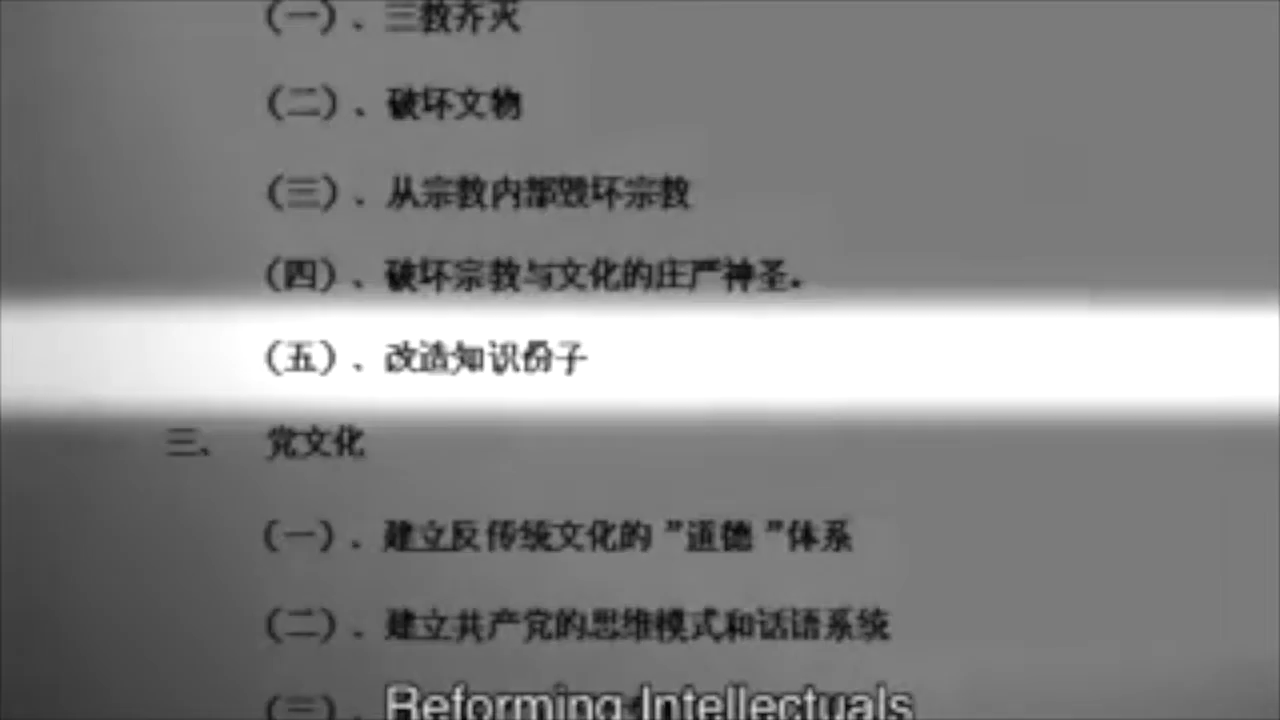 （一）、三教齐灭
（二）、破坏文物
（三）、从宗教内部毁坏宗教
（四）、破坏宗教与文化的庄严神圣。
（五）、改造知识份子
三、 党文化
（一）、建立反传统文化的"道德"体系
（二）、建立共产党的思维模式和话语系统
（三）、
Reforming Intellectuals